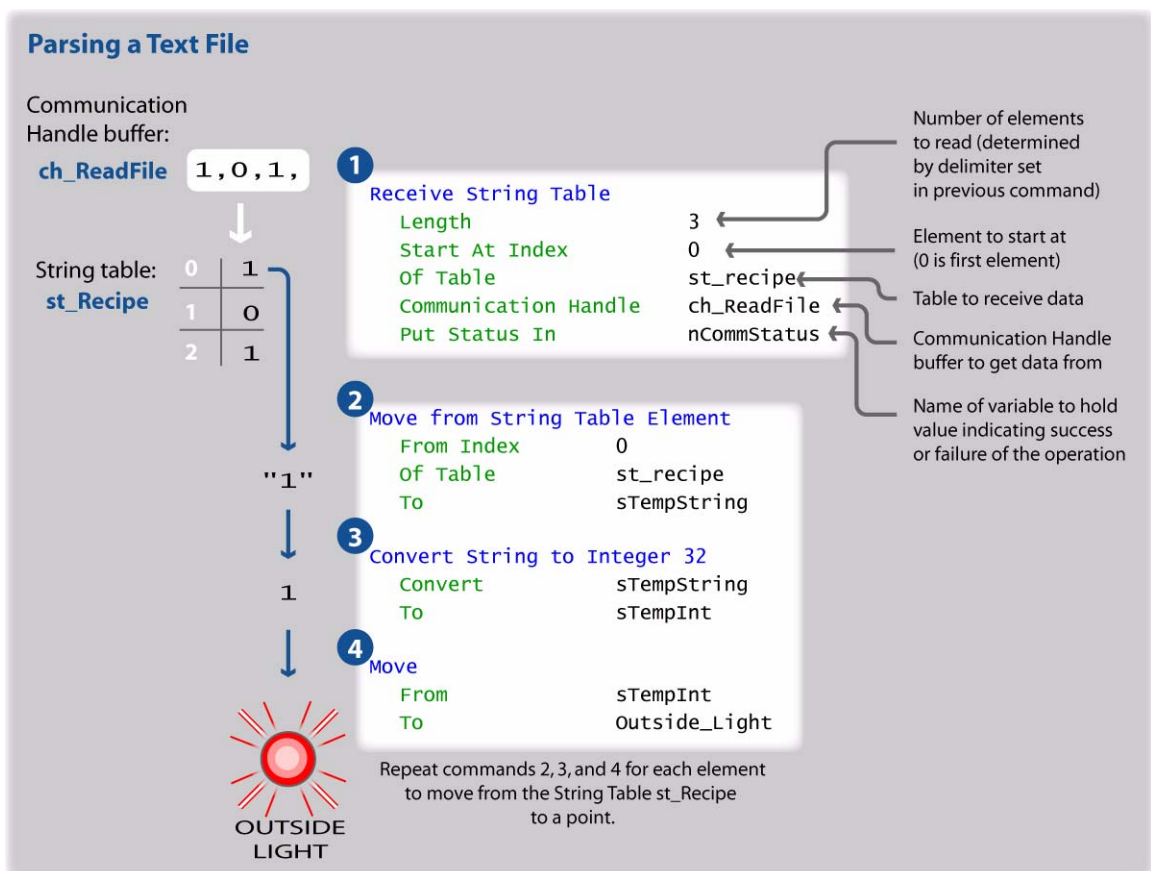 Parsing a Text File
Communication
Handle buffer:
ch_ReadFile
1,0,1,
String table:
st_Recipe
0 1
1 0
2 1
"1"
1
OUTSIDE
LIGHT
1
Receive String Table
Length 3
Start At Index 0
Of Table st_recipe
Communication Handle ch_ReadFile
Put Status In nCommStatus
Number of elements
to read (determined
by delimiter set
in previous command)
Element to start at
(0 is first element)
Table to receive data
Communication Handle
buffer to get data from
Name of variable to hold
value indicating success
or failure of the operation
2
Move from String Table Element
From Index 0
Of Table st_recipe
To sTempString
3
Convert String to Integer 32
Convert sTempString
To sTempInt
4
Move
From sTempInt
To Outside_Light
Repeat commands 2, 3, and 4 for each element
to move from the String Table st_Recipe
to a point.